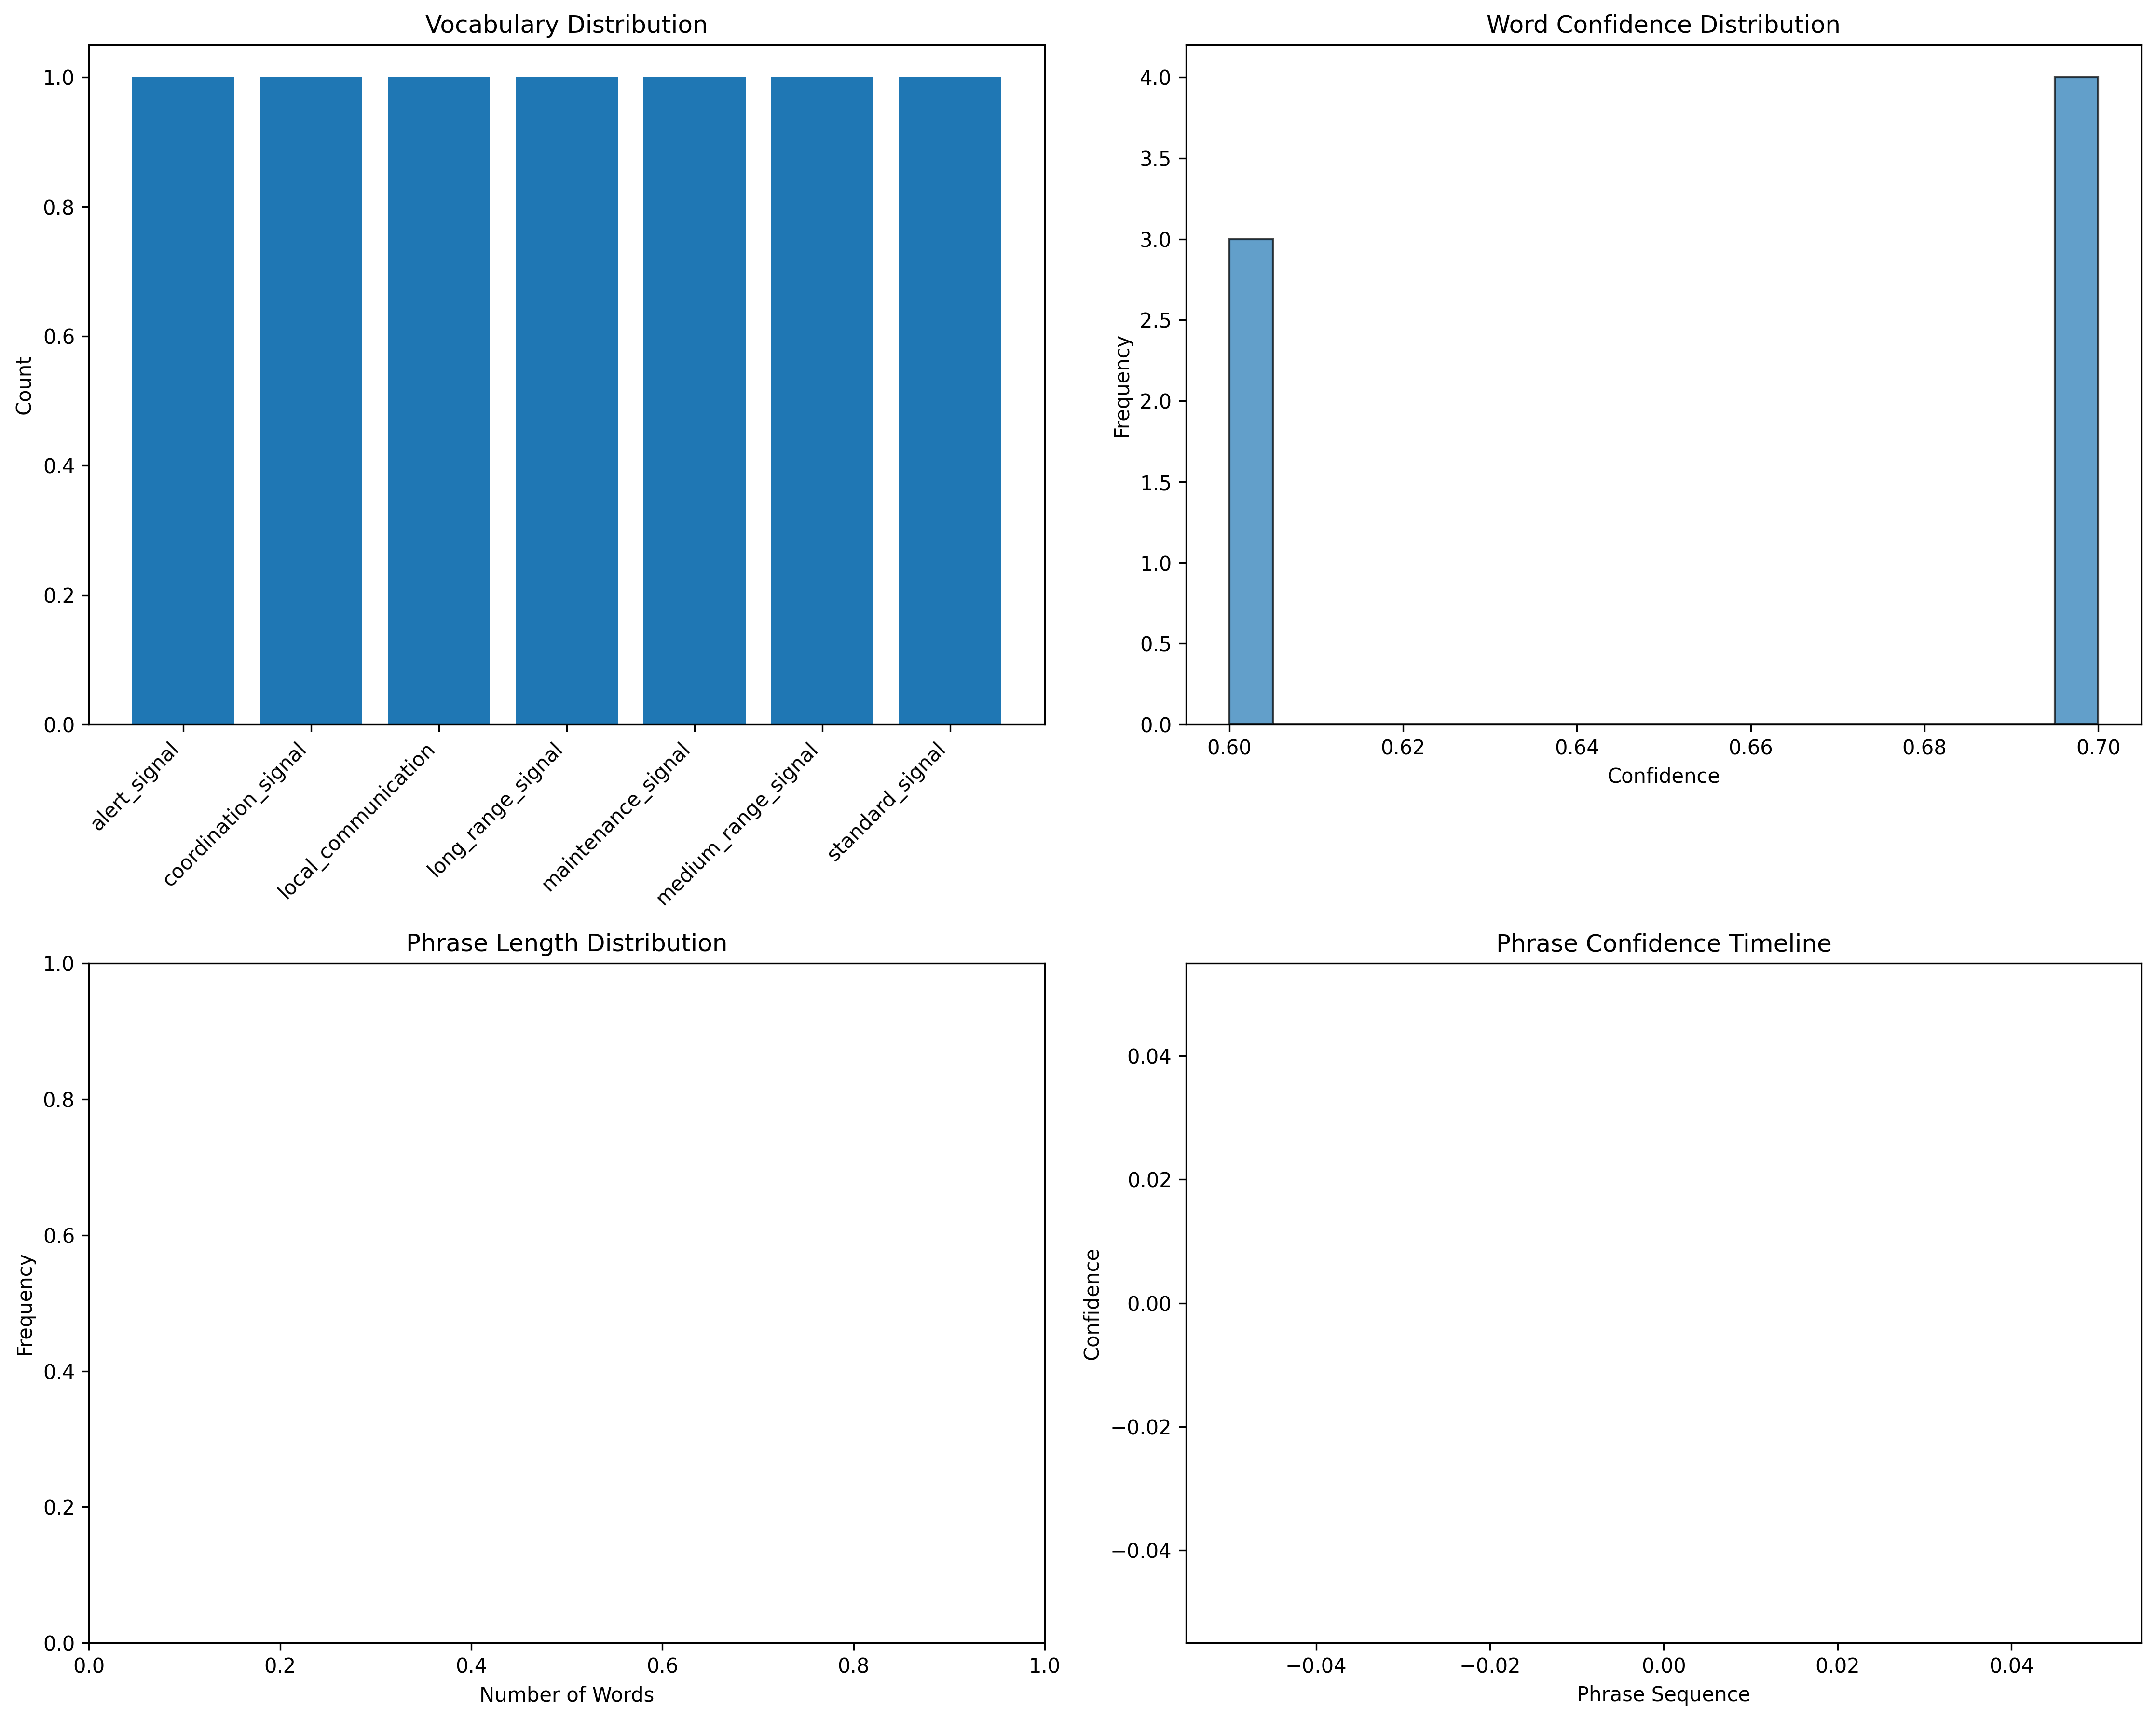 Vocabulary Distribution
1.0
0.8
0.6
0.4
0.2
0.0
Count
alert_signal
coordination_signal
local_communication
long_range_signal
maintenance_signal
medium_range_signal
standard_signal
Word Confidence Distribution
4.0
3.5
3.0
2.5
2.0
1.5
1.0
0.5
0.0
Frequency
0.60 0.62 0.64 0.66 0.68 0.70
Confidence
Phrase Length Distribution
1.0
0.8
0.6
0.4
0.2
0.0
Frequency
0.0 0.2 0.4 0.6 0.8 1.0
Number of Words
Phrase Confidence Timeline
0.04
0.02
0.00
−0.02
−0.04
Confidence
−0.04 −0.02 0.00 0.02 0.04
Phrase Sequence